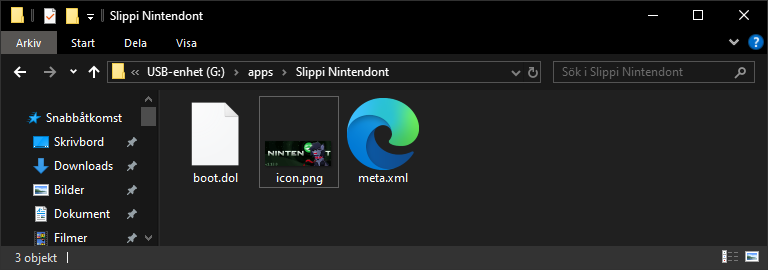 Slippi Nintendont
Arkiv Start Dela Visa
« USB-enhet (G:) › apps › Slippi Nintendont
Sök i Slippi Nintendont
Snabbåtkomst
Skrivbord
Downloads
Bilder
Dokument
Filmer
boot.dol icon.png meta.xml
3 objekt